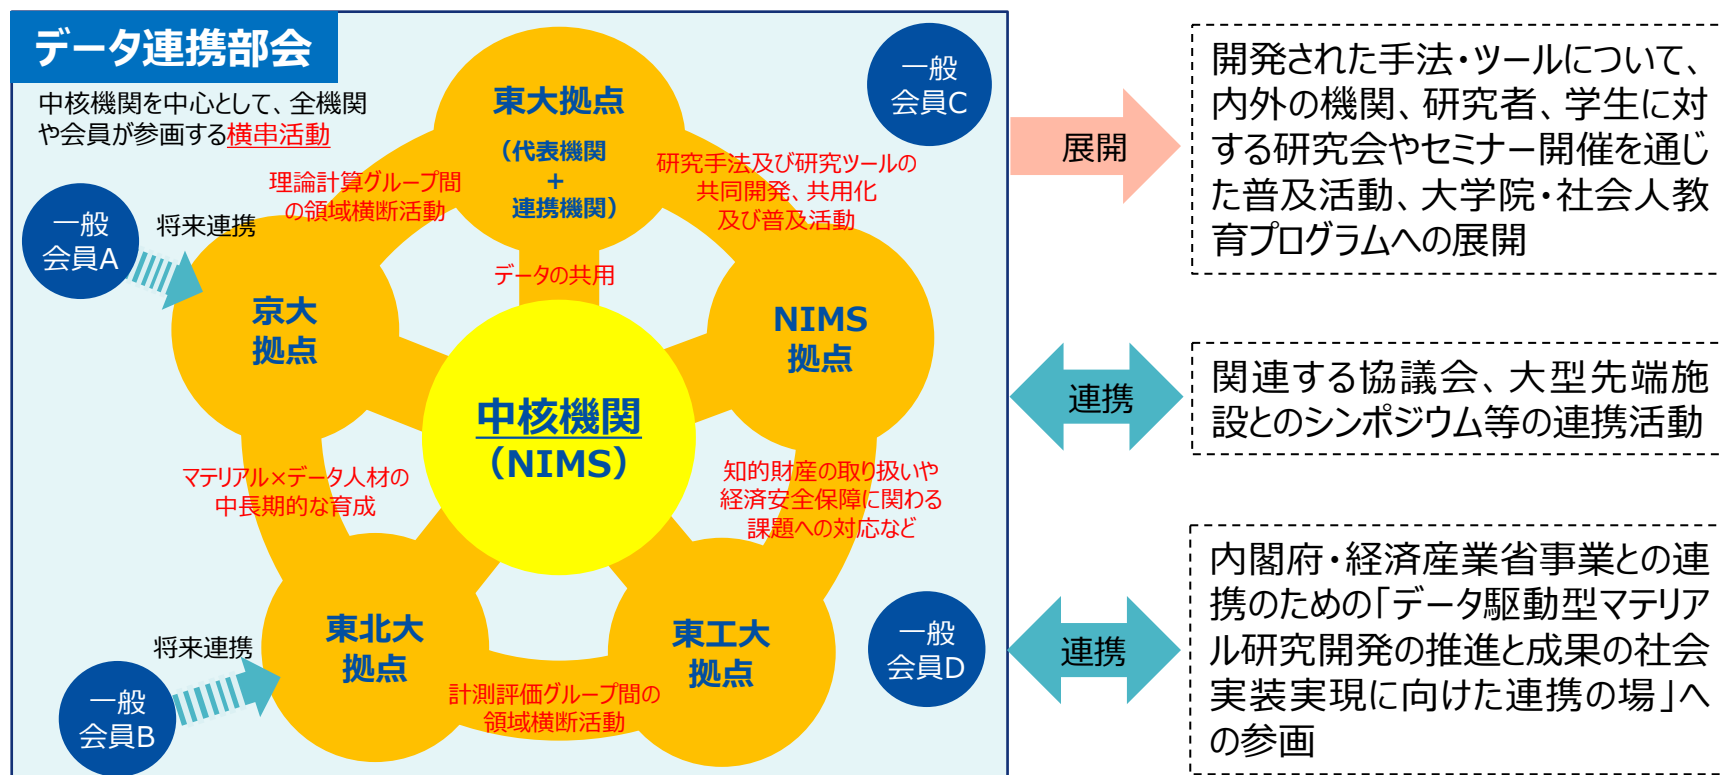 データ連携部会
中核機関を中心として、全機関
や会員が参画する横串活動
東大拠点
（代表機関
+
連携機関）
一般
会員C
理論計算グループ間
の領域横断活動
研究手法及び研究ツールの
共同開発、共用化
及び普及活動
一般
会員A
将来連携
データの共用
京大
拠点
NIMS
拠点
中核機関
（NIMS）
マテリアル×データ人材の
中長期的な育成
知的財産の取り扱いや
経済安全保障に関わる
課題への対応など
東北大
拠点
東工大
拠点
一般
会員D
将来連携
一般
会員B
計測評価グループ間の
領域横断活動
展開
開発された手法・ツールについて、
内外の機関、研究者、学生に対
する研究会やセミナー開催を通じ
た普及活動、大学院・社会人教
育プログラムへの展開
連携
関連する協議会、大型先端施
設とのシンポジウム等の連携活動
連携
内閣府・経済産業省事業との連
携のための「データ駆動型マテリア
ル研究開発の推進と成果の社会
実装実現に向けた連携の場」へ
の参画